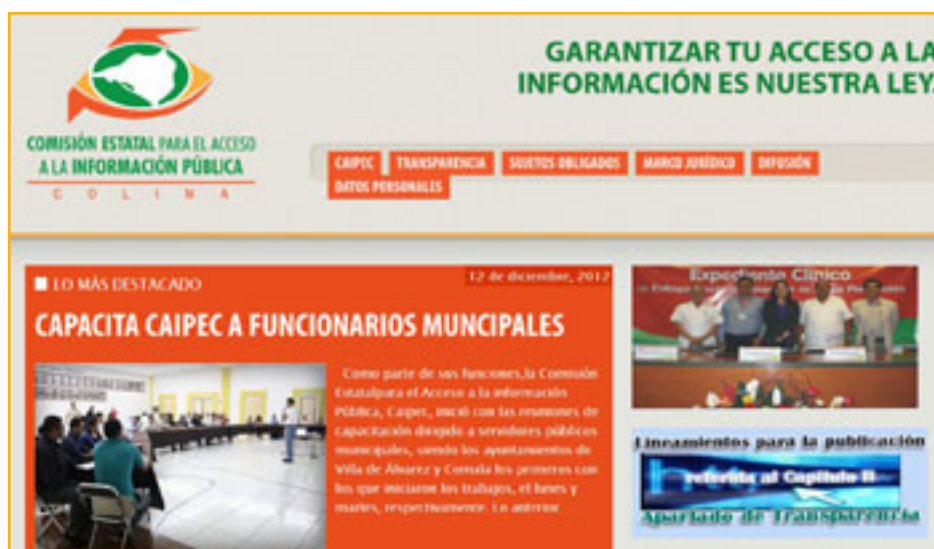 COMISIÓN ESTATAL PARA EL ACCESO
A LA INFORMACIÓN PÚBLICA
COLIMA
GARANTIZAR TU ACCESO A LA
INFORMACIÓN ES NUESTRA LEY.
CAIPEC TRANSPARENCIA SUJETOS OBLIGADOS MARCO JURÍDICO DIFUSIÓN
DATOS PERSONALES
LO MÁS DESTACADO
12 de diciembre, 2012
CAPACITA CAIPEC A FUNCIONARIOS MUNCIPALES
Como parte de sus funciones,la Comisión
Estatalpara el Acceso a la información
Pública, Caipec, inició con las reuniones de
capacitación dirigido a servidores públicos
municipales, siendo los ayuntamientos de
Villa de Álvarez y Comala los primeros con
los que iniciaron los trabajos, el lunes y
martes, respectivamente. Lo anterior
Expediente Clínico
Lineamientos para la publicación
referida al Capitulo II
Apartado de Transparencia